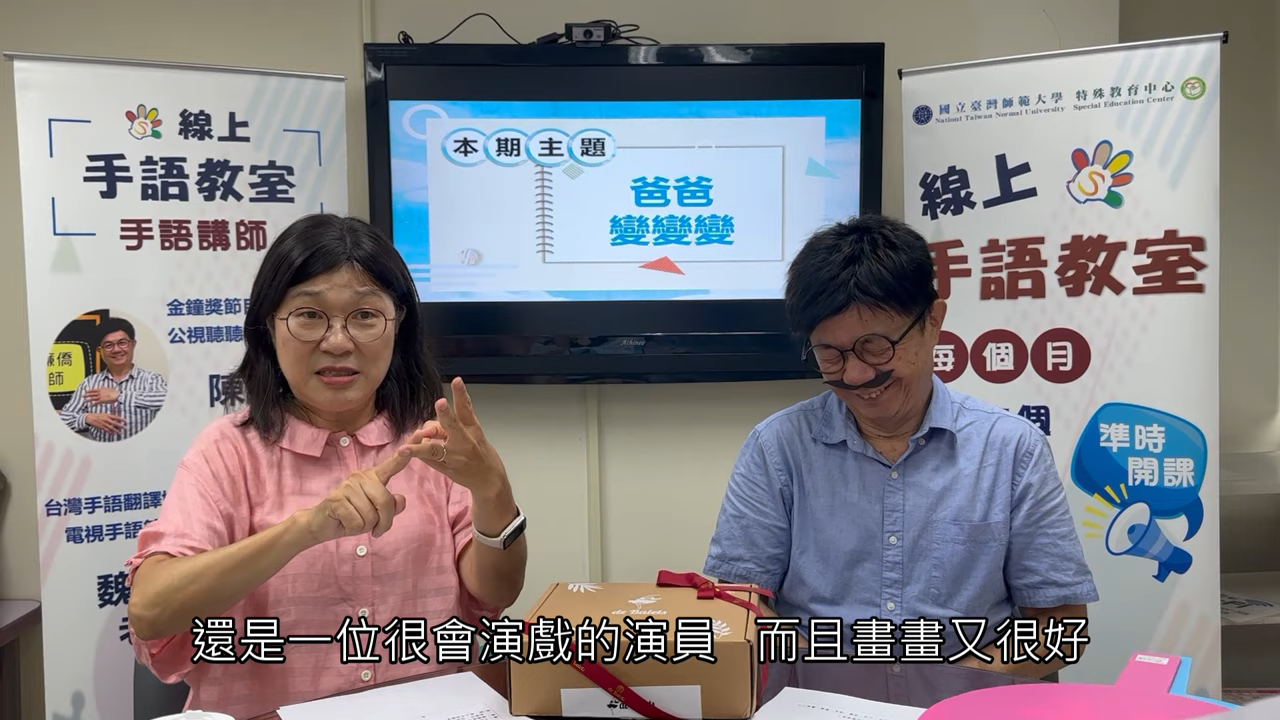 線上
手語教室
手語講師
金鐘獎節目
公視聽聽
陳
台灣手語翻譯
電視手語
魏
本期主題
爸爸
變變變
國立臺灣師範大學 特殊教育中心
National Taiwan Normal University Special Education Center
線上
手語教室
每個月
個
準時
開課
還是一位很會演戲的演員 而且畫畫又很好